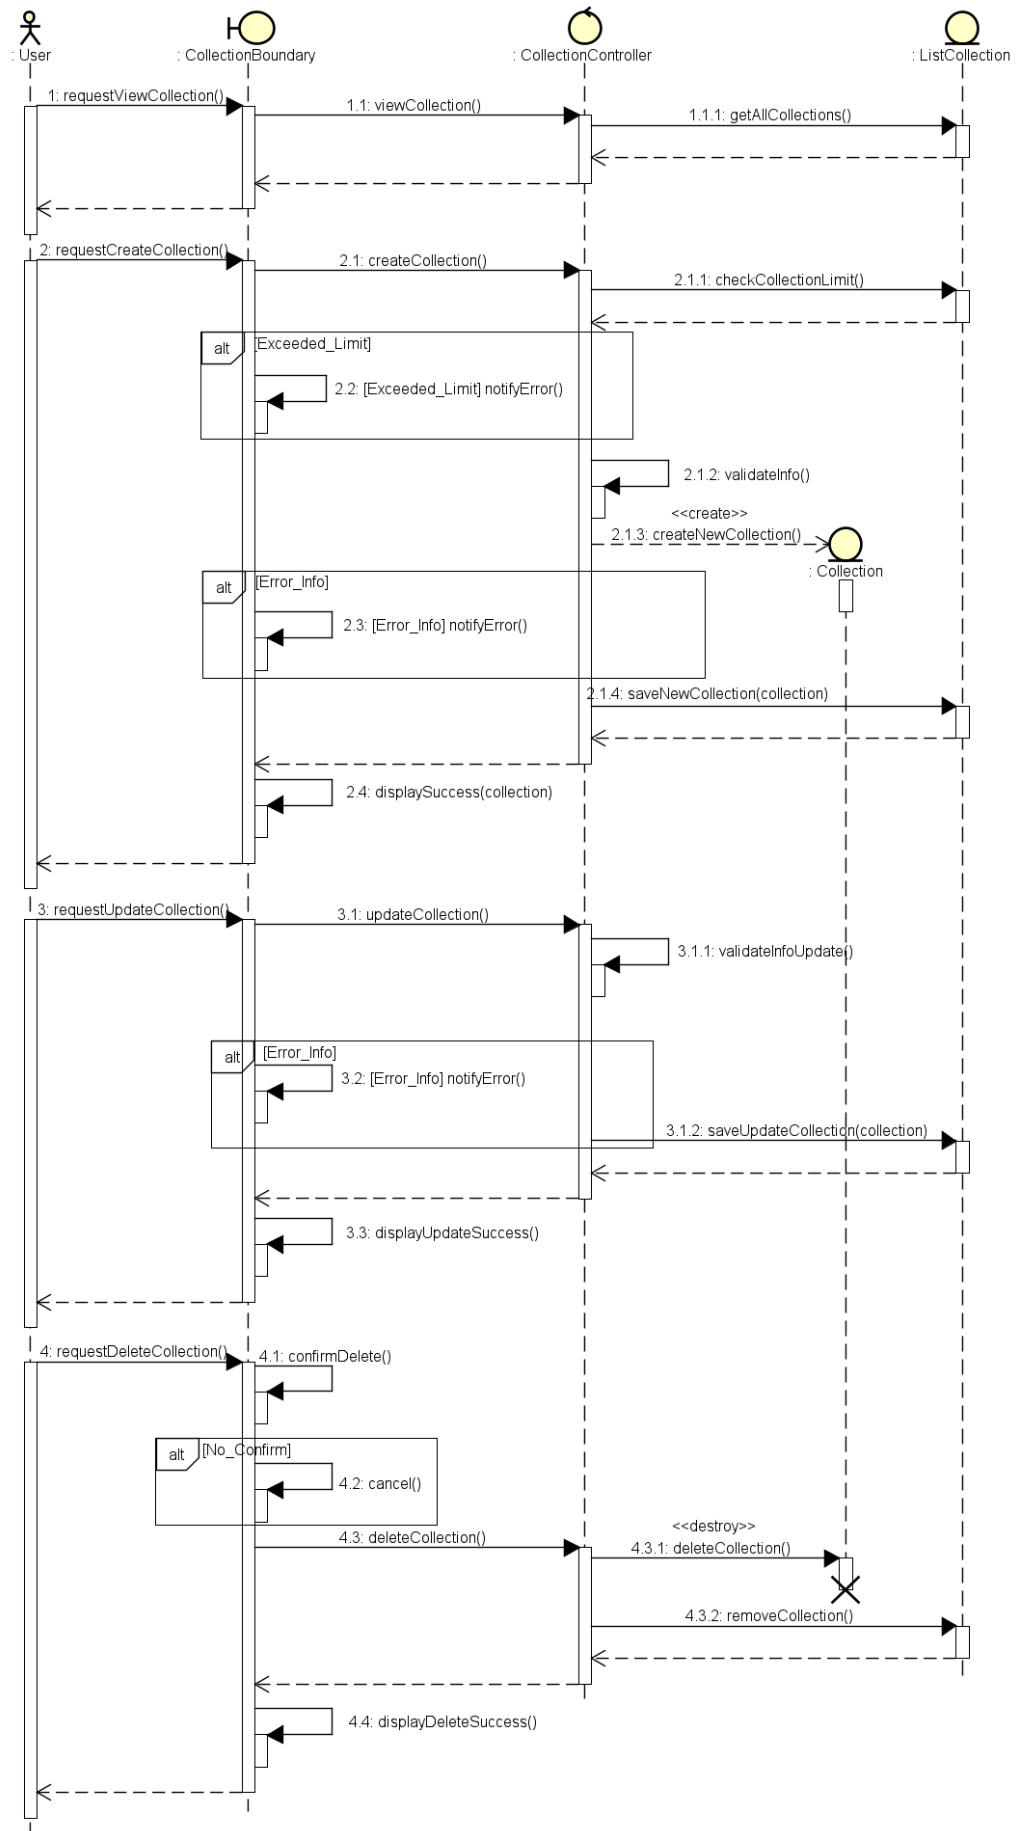 : User
: CollectionBoundary
: CollectionController
: ListCollection
1: requestViewCollection()
1.1: viewCollection()
1.1.1: getAllCollections()
2: requestCreateCollection()
2.1: createCollection()
2.1.1: checkCollectionLimit()
alt
[Exceeded_Limit]
2.2: [Exceeded_Limit] notifyError()
2.1.2: validateInfo()
<<create>>
2.1.3: createNewCollection()
: Collection
alt
[Error_Info]
2.3: [Error_Info] notifyError()
2.1.4: saveNewCollection(collection)
2.4: displaySuccess(collection)
3: requestUpdateCollection()
3.1: updateCollection()
3.1.1: validateInfoUpdate()
alt
[Error_Info]
3.2: [Error_Info] notifyError()
3.1.2: saveUpdateCollection(collection)
3.3: displayUpdateSuccess()
4: requestDeleteCollection()
4.1: confirmDelete()
alt
[No_Confirm]
4.2: cancel()
4.3: deleteCollection()
<<destroy>>
4.3.1: deleteCollection()
4.3.2: removeCollection()
4.4: displayDeleteSuccess()